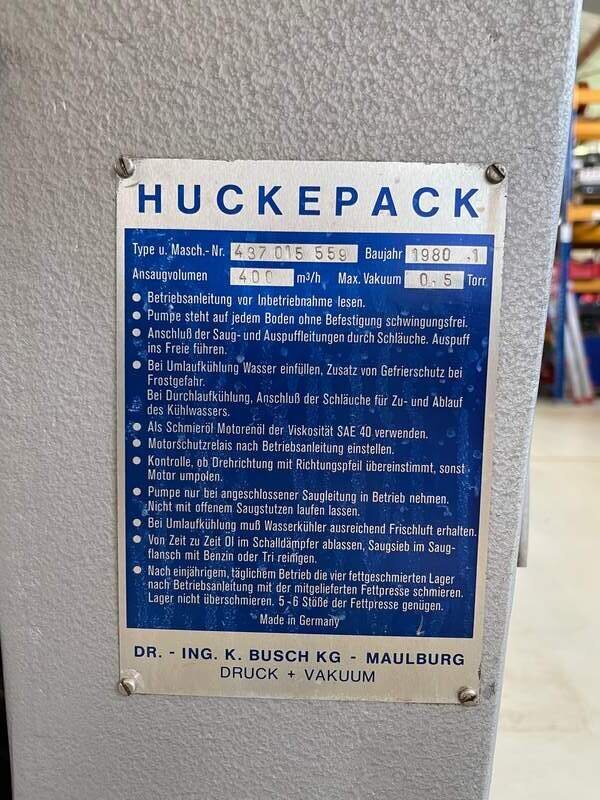 HUCKEPACK
Type u. Masch.-Nr. 437 015 559 Baujahr 1980 .1
Ansaugvolumen 400 m³/h Max. Vakuum 0.5 Torr
● Betriebsanleitung vor Inbetriebnahme lesen.
● Pumpe steht auf jedem Boden ohne Befestigung schwingungsfrei.
● Anschluß der Saug- und Auspuffleitungen durch Schläuche. Auspuff
ins Freie führen.
● Bei Umlaufkühlung Wasser einfüllen, Zusatz von Gefrierschutz bei
Frostgefahr.
Bei Durchlaufkühlung, Anschluß der Schläuche für Zu- und Ablauf
des Kühlwassers.
● Als Schmieröl Motorenöl der Viskosität SAE 40 verwenden.
● Motorschutzrelais nach Betriebsanleitung einstellen.
● Kontrolle, ob Drehrichtung mit Richtungspfeil übereinstimmt, sonst
Motor umpolen.
● Pumpe nur bei angeschlossener Saugleitung in Betrieb nehmen.
Nicht mit offenem Saugstutzen laufen lassen.
● Bei Umlaufkühlung muß Wasserkühler ausreichend Frischluft erhalten.
● Von Zeit zu Zeit Öl im Schalldämpfer ablassen, Saugsieb im Saug-
flansch mit Benzin oder Tri reinigen.
● Nach einjährigem, täglichem Betrieb die vier fettgeschmierten Lager
nach Betriebsanleitung mit der mitgelieferten Fettpresse schmieren.
Lager nicht überschmieren. 5-6 Stöße der Fettpresse genügen.
Made in Germany
DR. - ING. K. BUSCH KG - MAULBURG
DRUCK + VAKUUM